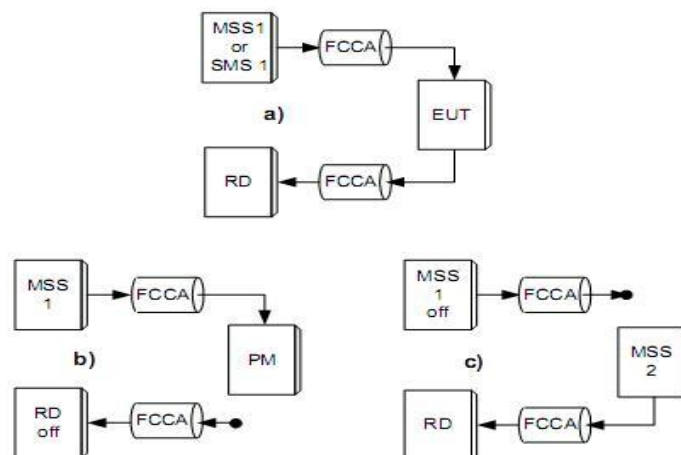 MSS1
or
SMS 1
FCCA
a)
EUT
RD
FCCA
MSS
1
FCCA
b)
PM
RD
off
FCCA
MSS
1
off
FCCA
c)
MSS
2
RD
FCCA